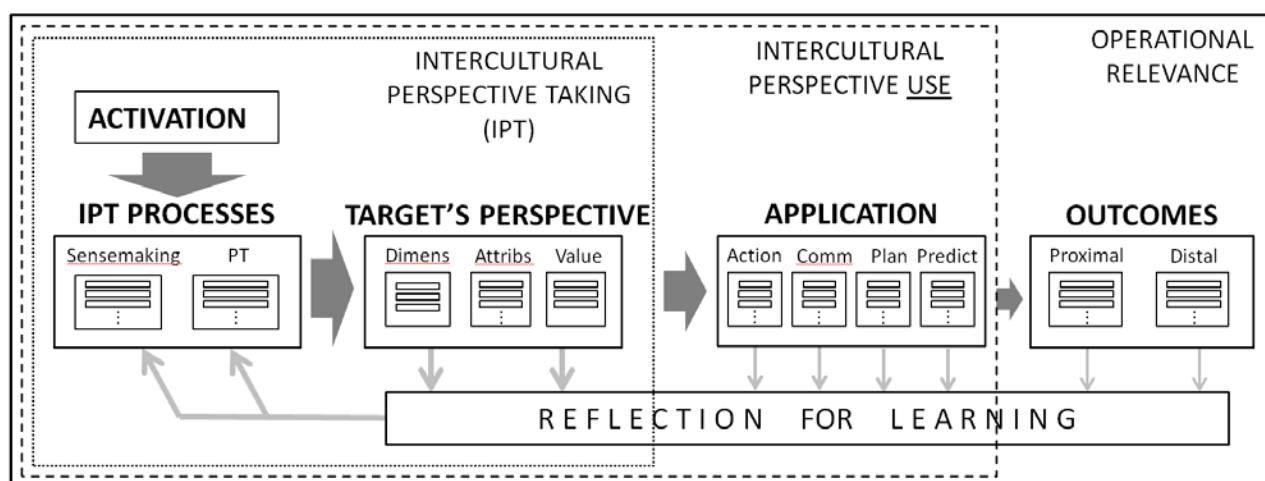 INTERCULTURAL
PERSPECTIVE TAKING
(IPT)
INTERCULTURAL
PERSPECTIVE USE
OPERATIONAL
RELEVANCE
ACTIVATION
IPT PROCESSES
Sensemaking PT
⋮ ⋮
TARGET'S PERSPECTIVE
Dimens Attribs Value
⋮ ⋮
APPLICATION
Action Comm Plan Predict
⋮ ⋮ ⋮ ⋮
OUTCOMES
Proximal Distal
⋮ ⋮
REFLECTION FOR LEARNING